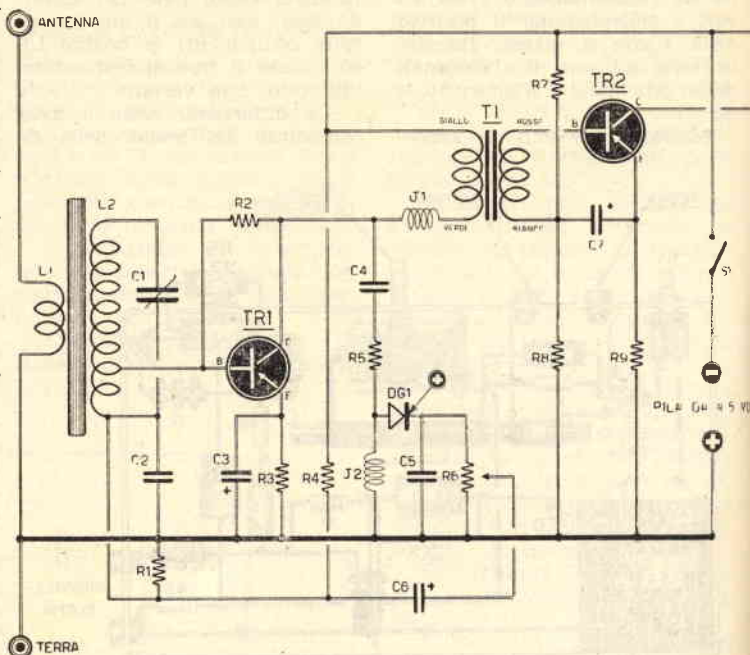 ANTENNA
R7
TR2
C
B
T1
GIALLO
ROSSO
J1
VERDE
C7
L2
R2
L1
C1
C4
TR1
C
B
E
R5
R8
R9
S1
DG1
PILA DA 4,5 VO
C2
C3
R3
R4
J2
C5
R6
R1
C6
TERRA